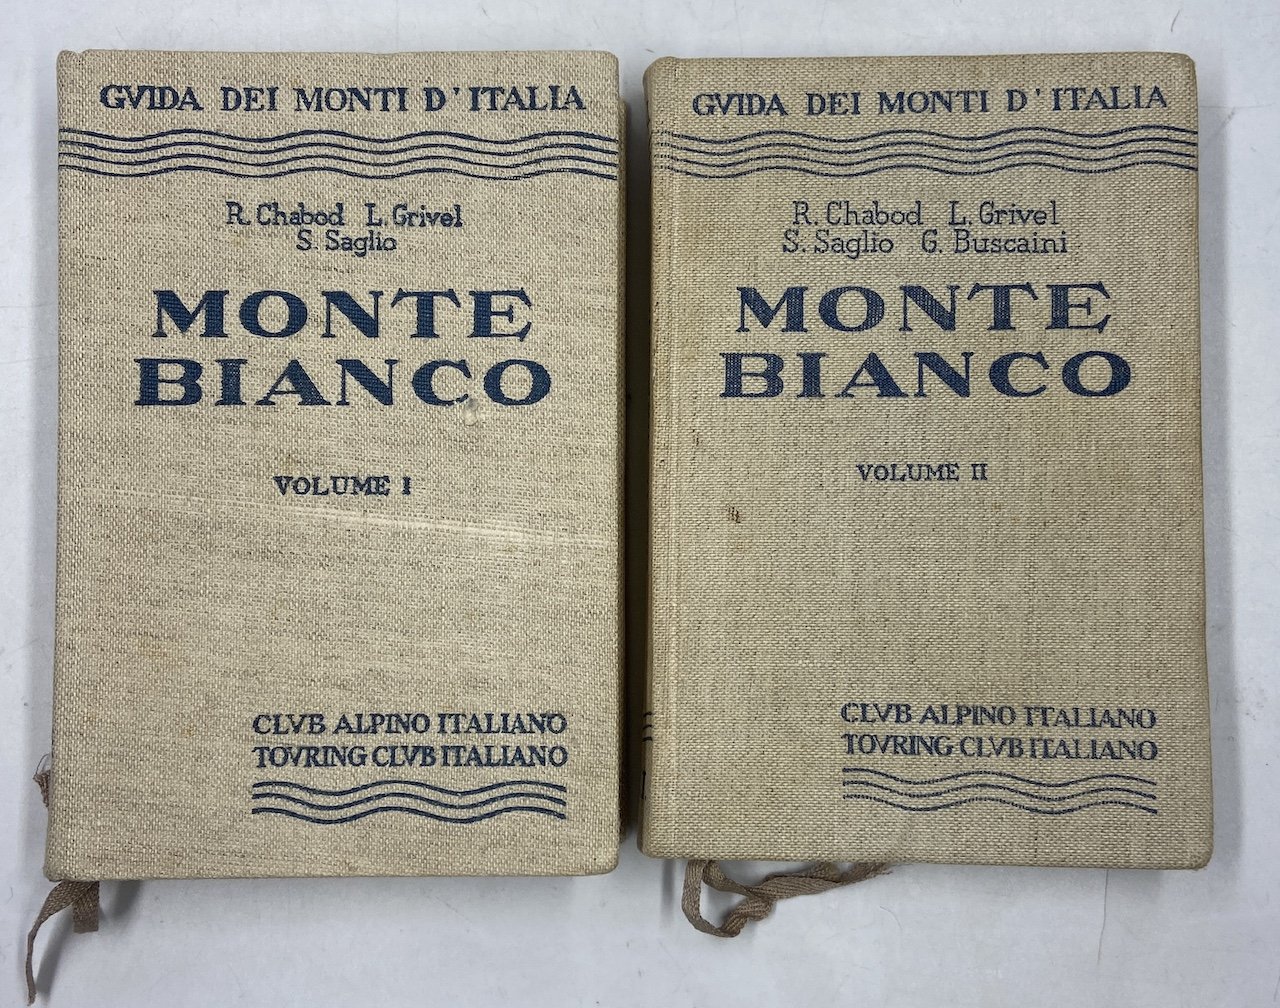 GVIDA DEI MONTI D'ITALIA
R. Chabod L. Grivel
S. Saglio
MONTE
BIANCO
VOLUME I
CLVB ALPINO ITALIANO
TOVRING CLVB ITALIANO
GVIDA DEI MONTI D'ITALIA
R. Chabod L. Grivel
S. Saglio G. Buscaini
MONTE
BIANCO
VOLUME II
CLVB ALPINO ITALIANO
TOVRING CLVB ITALIANO